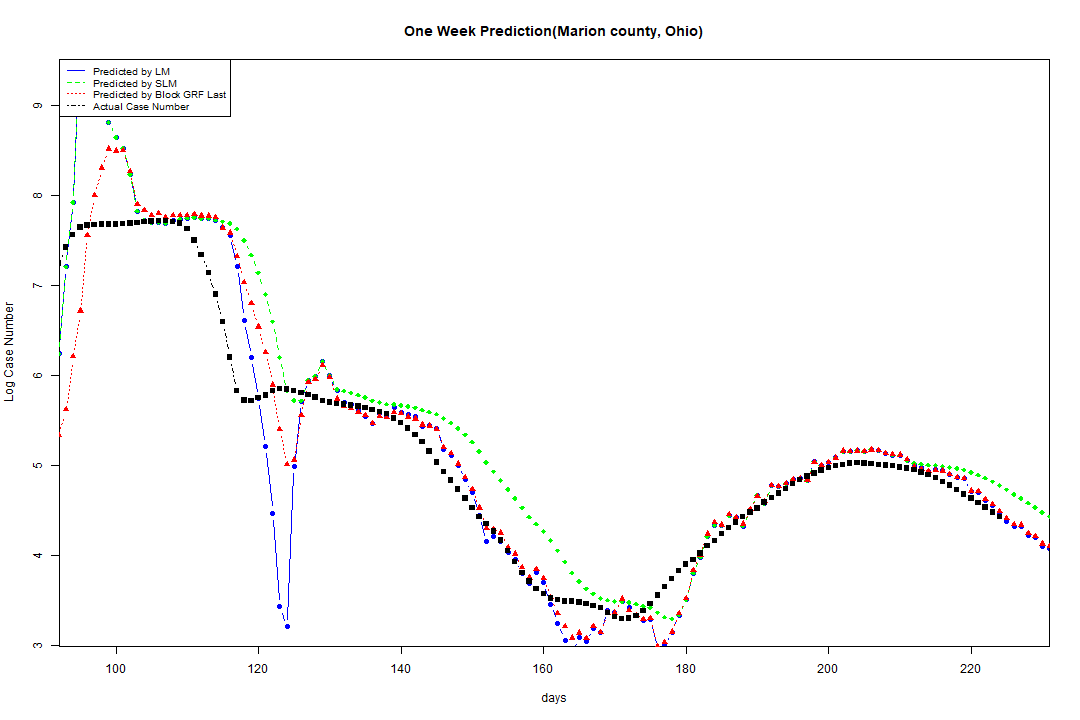 One Week Prediction(Marion county, Ohio)
Predicted by LM
Predicted by SLM
Predicted by Block GRF Last
Actual Case Number
9
8
7
6
5
4
3
Log Case Number
100 120 140 160 180 200 220
days